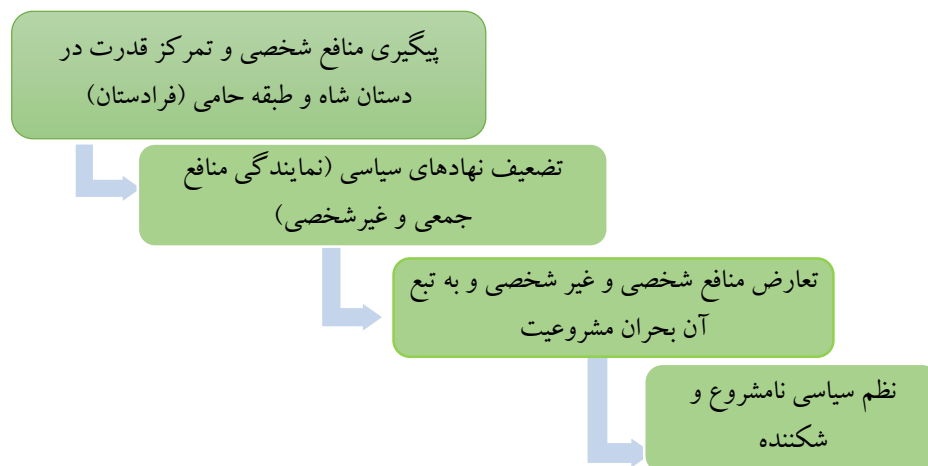 پیگیری منافع شخصی و تمرکز قدرت در
دستان شاه و طبقه حامی (فرادستان)
تضعیف نهادهای سیاسی (نمایندگی منافع
جمعی و غیرشخصی)
تعارض منافع شخصی و غیر شخصی و به تبع
آن بحران مشروعیت
نظم سیاسی نامشروع و
شکننده